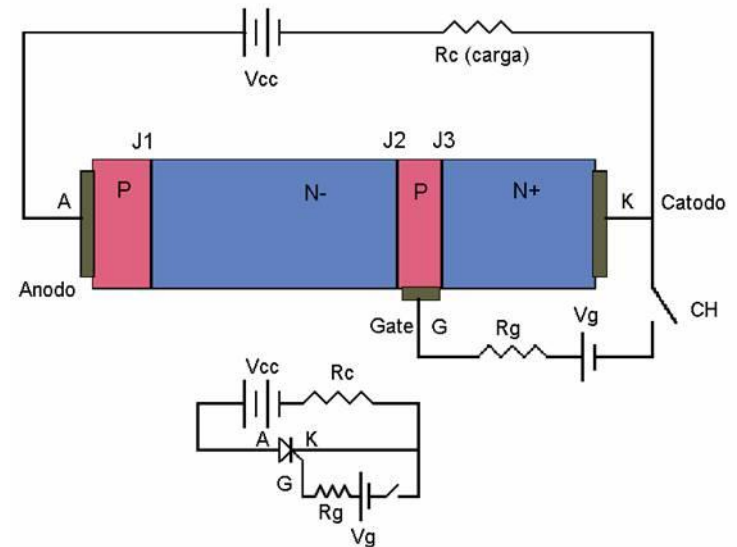 Vcc
Rc (carga)
J1
J2
J3
A
P
N-
P
N+
K
Catodo
Anodo
Gate
G
Rg
Vg
CH
Vcc
Rc
A
K
G
Rg
Vg